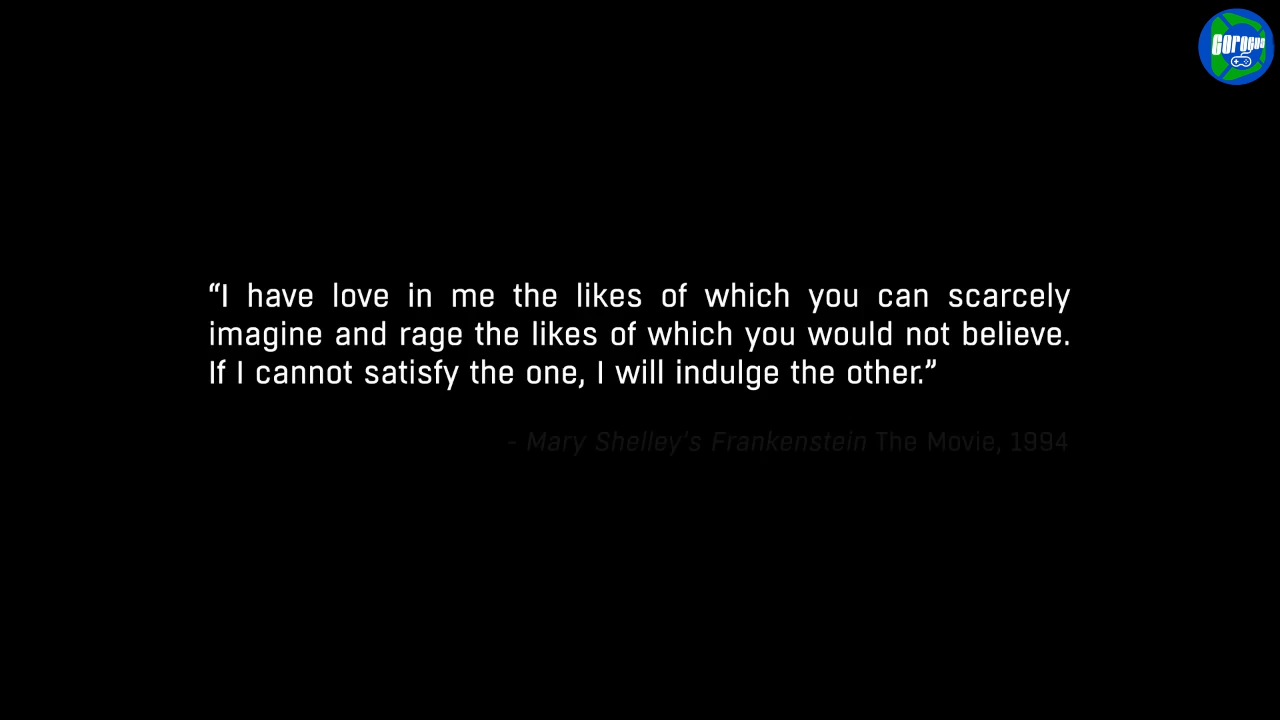 “I have love in me the likes of which you can scarcely
imagine and rage the likes of which you would not believe.
If I cannot satisfy the one, I will indulge the other.”
- Mary Shelley’s Frankenstein The Movie, 1994